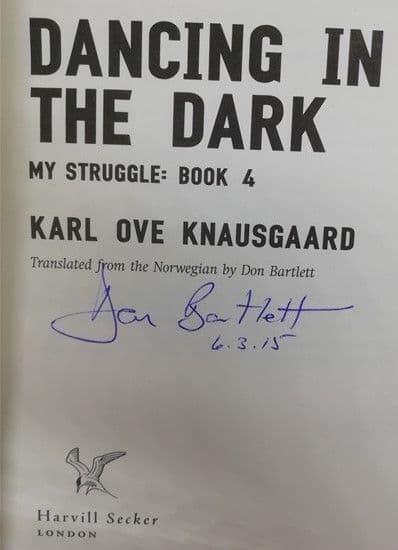 DANCING IN
THE DARK
MY STRUGGLE: BOOK 4
KARL OVE KNAUSGAARD
Translated from the Norwegian by Don Bartlett
Don Bartlett
6.3.15
Harvill Secker
LONDON